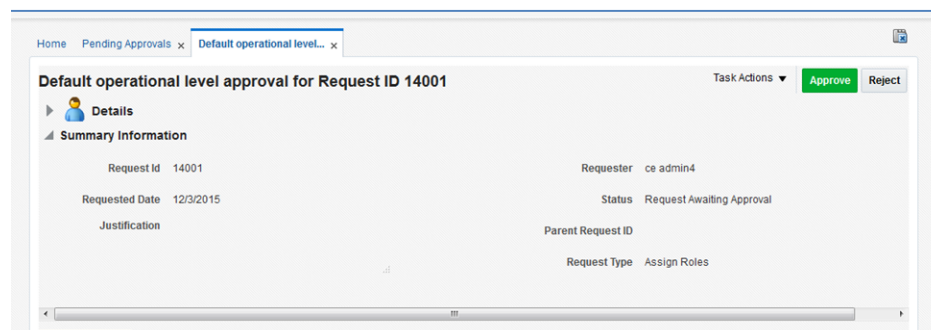 Home Pending Approvals x Default operational level... x
Default operational level approval for Request ID 14001 Task Actions Approve Reject
Details
Summary Information
Request Id 14001 Requester ce admin4
Requested Date 12/3/2015 Status Request Awaiting Approval
Justification
Parent Request ID
Request Type Assign Roles